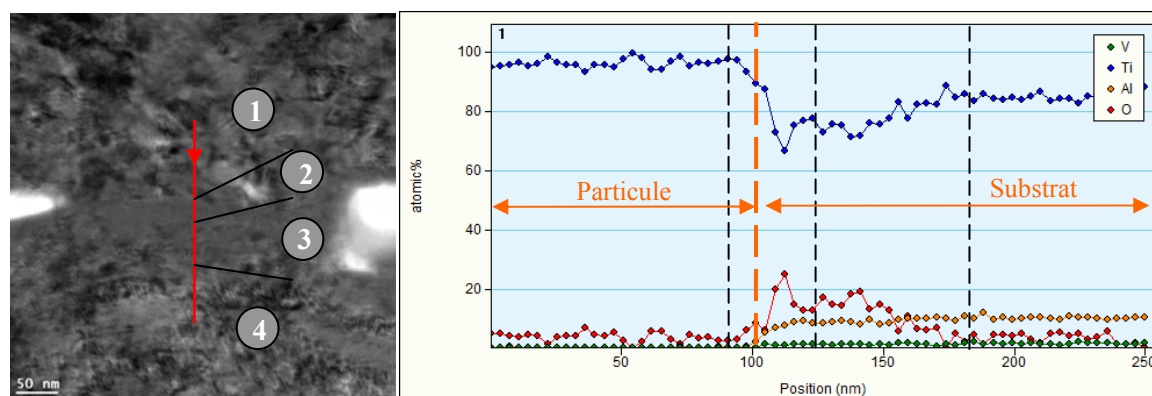 1
2
3
4
50 nm
1
100
80
60
40
20
atomic%
50
100
150
200
250
Position (nm)
Particule
Substrat
V
Ti
Al
O